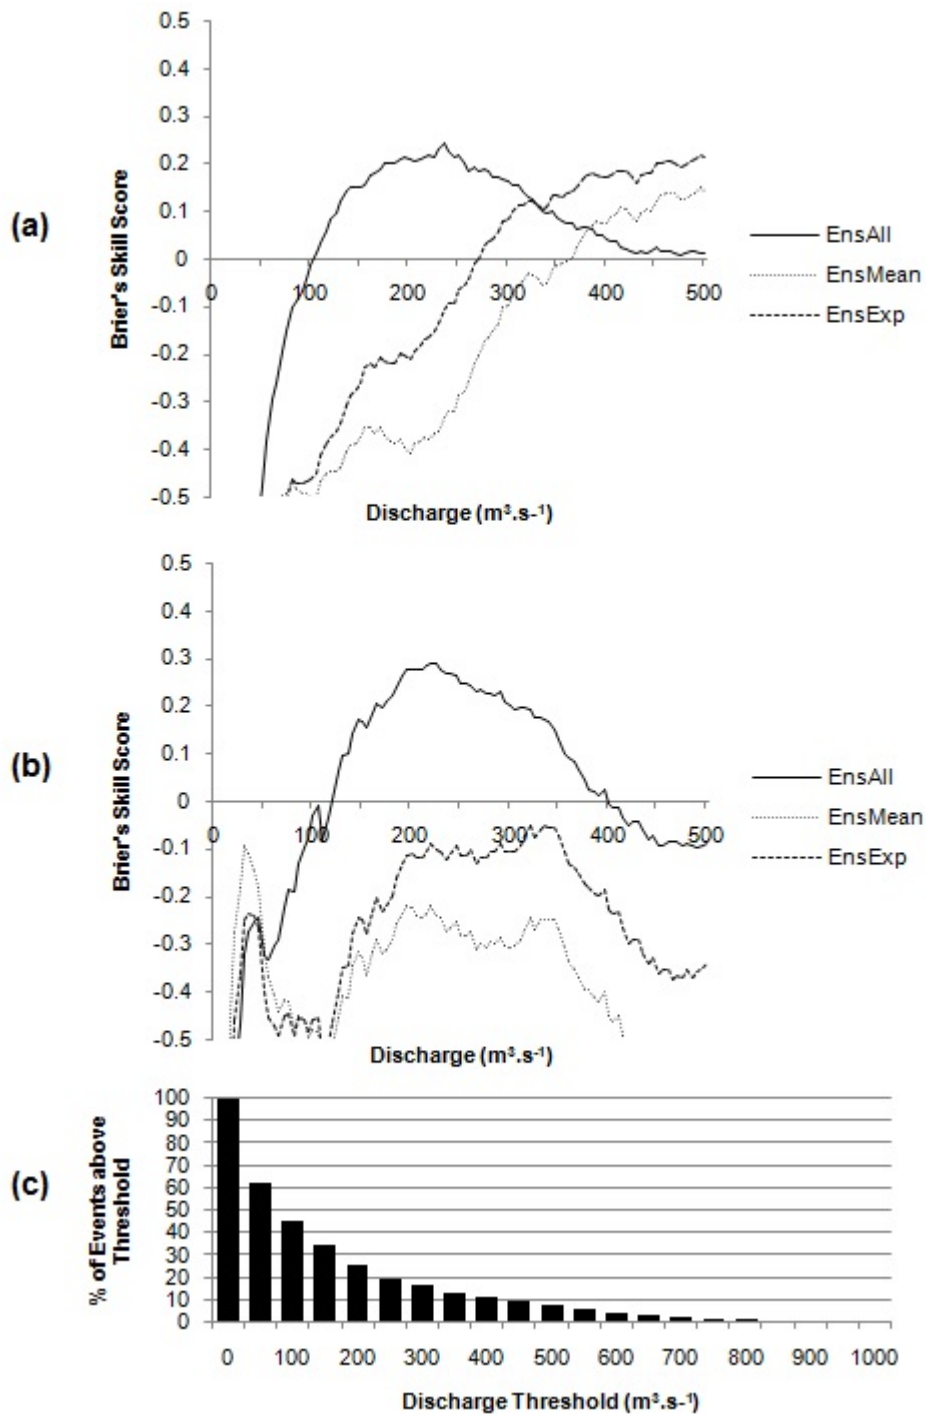 (a)
Brier's Skill Score
0.5
0.4
0.3
0.2
0.1
0
-0.1
-0.2
-0.3
-0.4
-0.5
0 100 200 300 400 500
Discharge (m³.s-¹)
EnsAll
EnsMean
EnsExp
(b)
Brier's Skill Score
0.5
0.4
0.3
0.2
0.1
0
-0.1
-0.2
-0.3
-0.4
-0.5
0 100 200 300 400 500
Discharge (m³.s-¹)
EnsAll
EnsMean
EnsExp
(c)
% of Events above
Threshold
100
90
80
70
60
50
40
30
20
10
0
0 100 200 300 400 500 600 700 800 900 1000
Discharge Threshold (m³.s-¹)